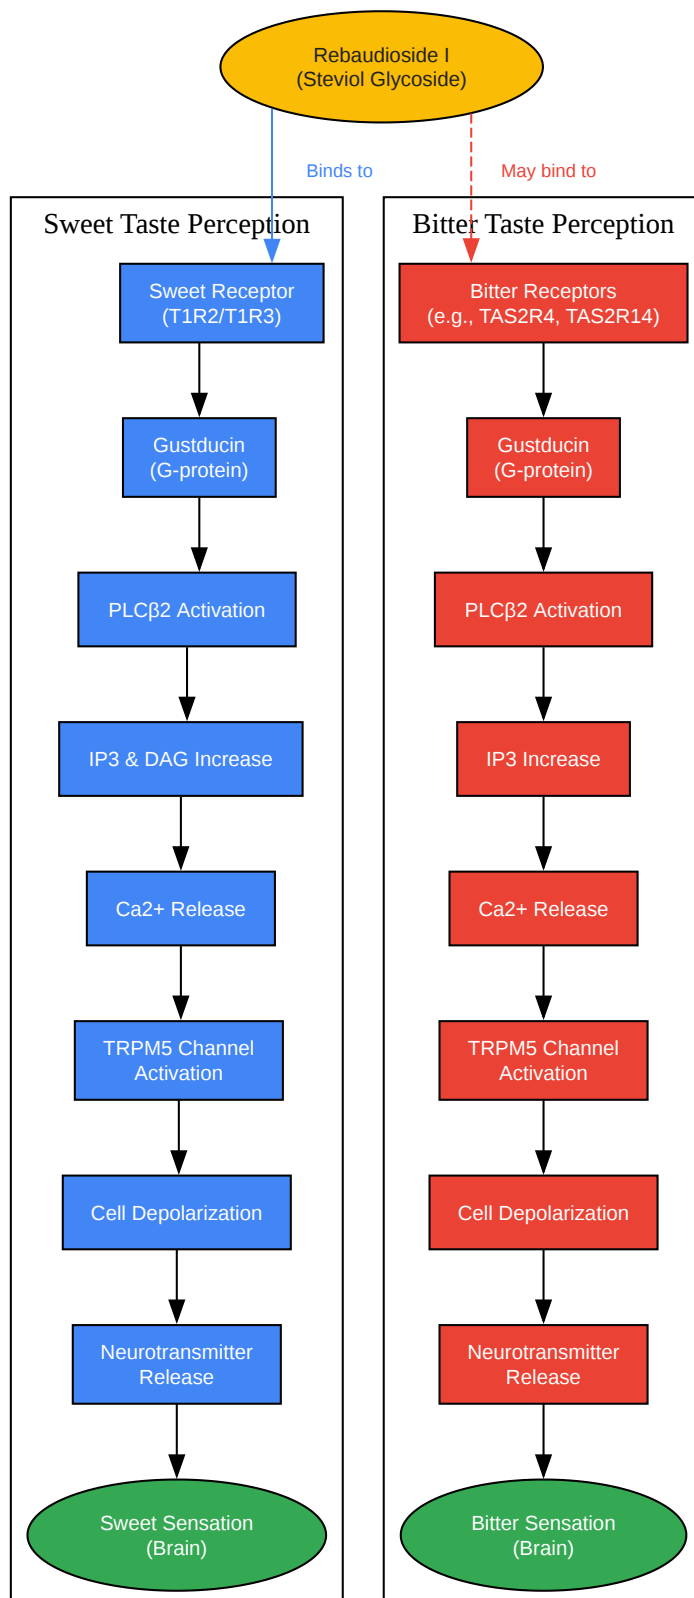 Rebaudioside I
(Steviol Glycoside)
Binds to
May bind to
Sweet Taste Perception
Sweet Receptor
(T1R2/T1R3)
Gustducin
(G-protein)
PLCβ2 Activation
IP3 & DAG Increase
Ca2+ Release
TRPM5 Channel
Activation
Cell Depolarization
Neurotransmitter
Release
Sweet Sensation
(Brain)
Bitter Taste Perception
Bitter Receptors
(e.g., TAS2R4, TAS2R14)
Gustducin
(G-protein)
PLCβ2 Activation
IP3 Increase
Ca2+ Release
TRPM5 Channel
Activation
Cell Depolarization
Neurotransmitter
Release
Bitter Sensation
(Brain)